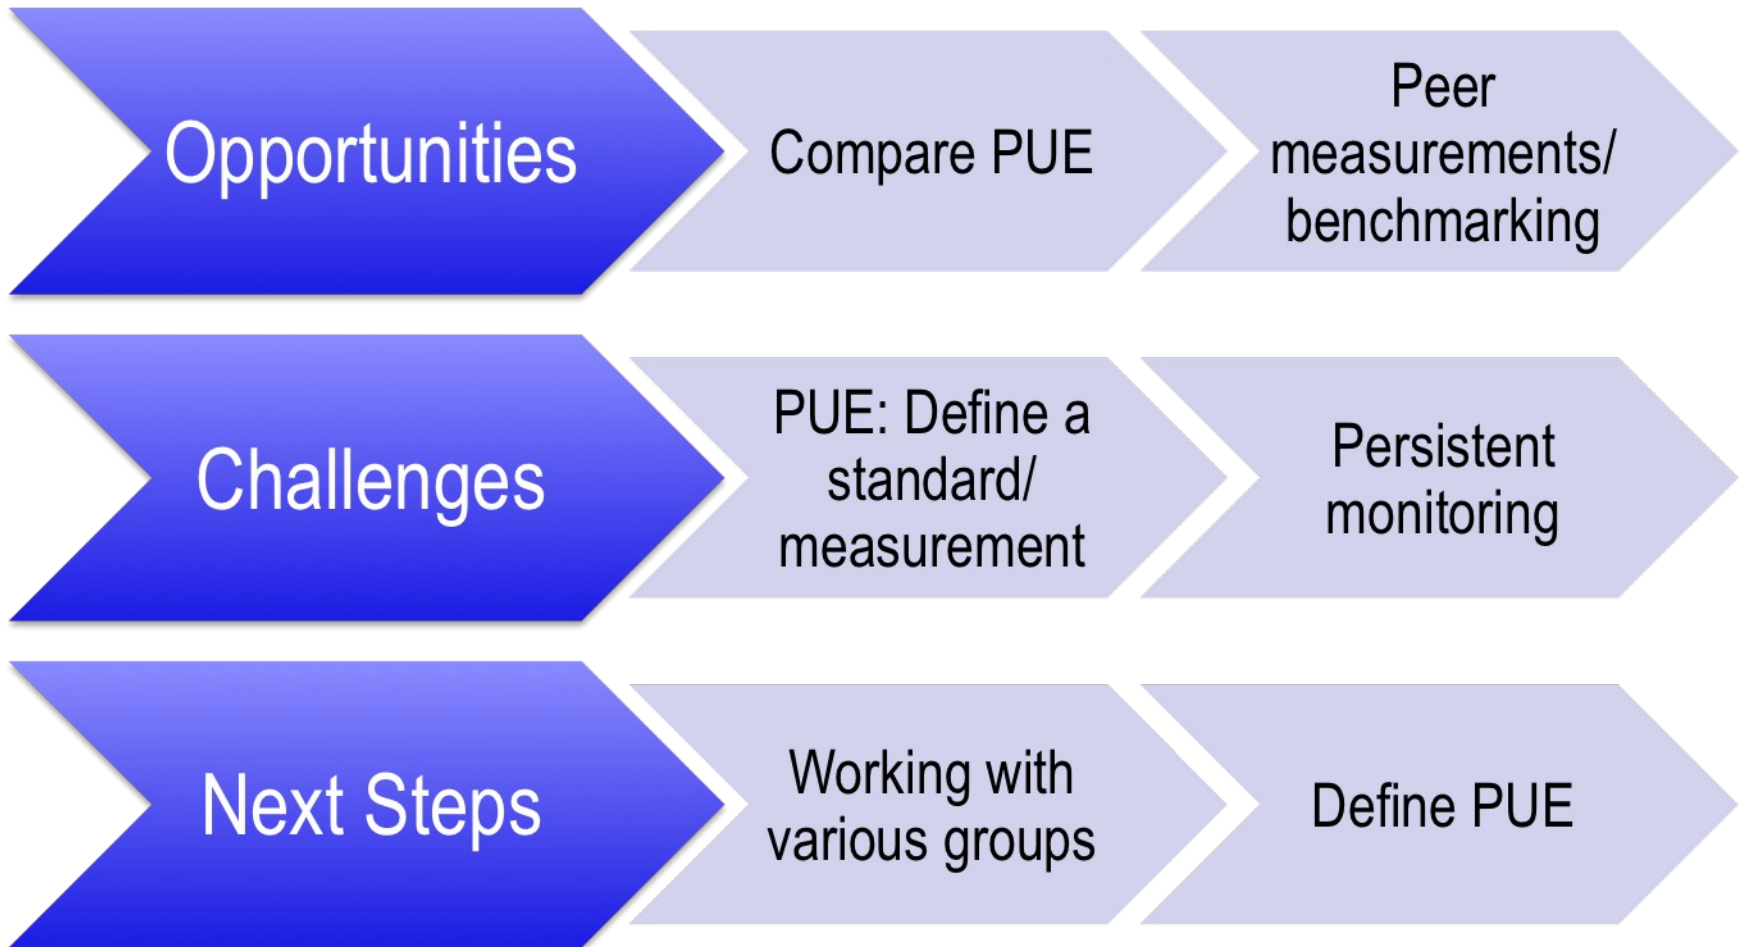 Opportunities
Compare PUE
Peer
measurements/
benchmarking
Challenges
PUE: Define a
standard/
measurement
Persistent
monitoring
Next Steps
Working with
various groups
Define PUE